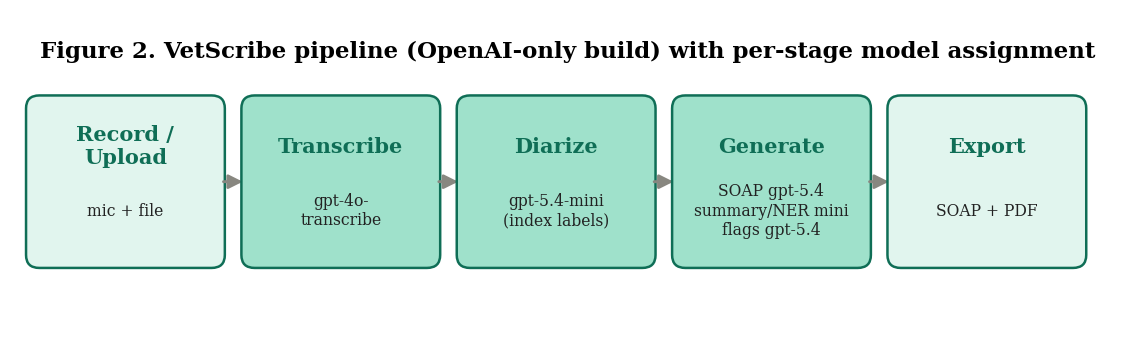 Figure 2. VetScribe pipeline (OpenAI-only build) with per-stage model assignment
Record /
Upload
mic + file
Transcribe
gpt-4o-
transcribe
Diarize
gpt-5.4-mini
(index labels)
Generate
SOAP gpt-5.4
summary/NER mini
flags gpt-5.4
Export
SOAP + PDF